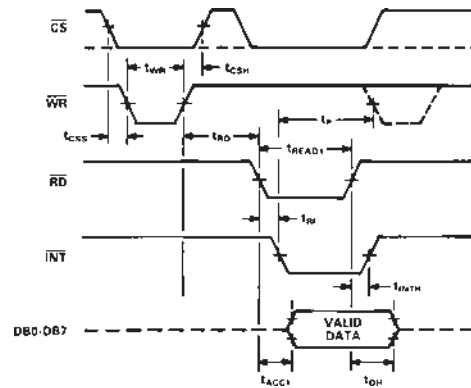 CS
tWR
tCSH
WR
tCSS
tRD
tP
tREAD1
RD
tRI
INT
tINTH
DB0-DB7
VALID
DATA
tACC1
tDH